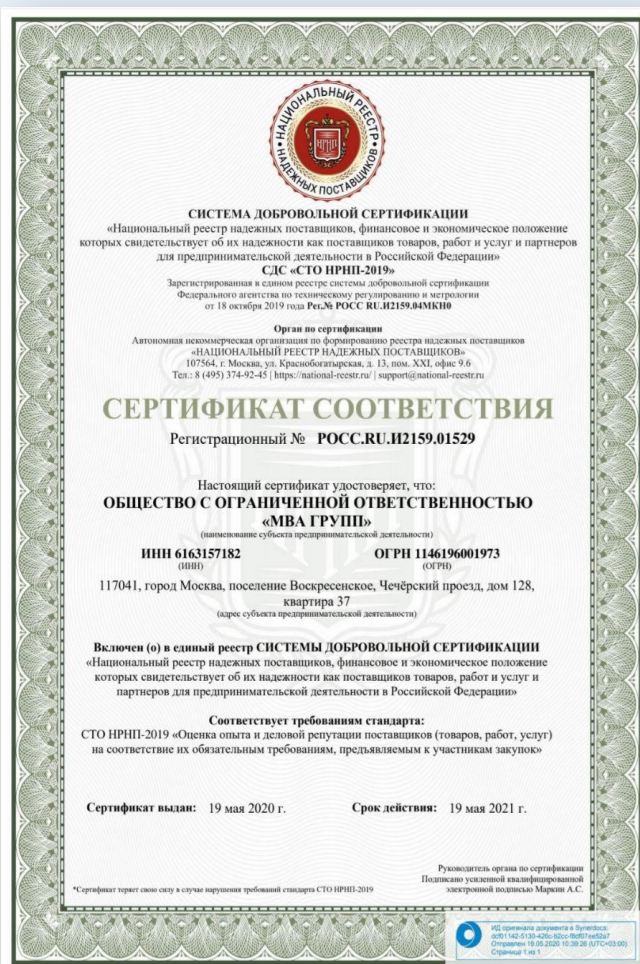 НАЦИОНАЛЬНЫЙ РЕЕСТР
НРНП
НАДЕЖНЫХ ПОСТАВЩИКОВ
СИСТЕМА ДОБРОВОЛЬНОЙ СЕРТИФИКАЦИИ
«Национальный реестр надежных поставщиков, финансовое и экономическое положение
которых свидетельствует об их надежности как поставщиков товаров, работ и услуг и партнеров
для предпринимательской деятельности в Российской Федерации»
СДС «СТО НРНП-2019»
Зарегистрированная в едином реестре системы добровольной сертификации
Федерального агентства по техническому регулированию и метрологии
от 18 октября 2019 года Рег.№ РОСС RU.И2159.04МКН0
Орган по сертификации
Автономная некоммерческая организация по формированию реестра надежных поставщиков
«НАЦИОНАЛЬНЫЙ РЕЕСТР НАДЕЖНЫХ ПОСТАВЩИКОВ»
107564, г. Москва, ул. Краснобогатырская, д. 13, пом. XXI, офис 9.6
Тел.: 8 (495) 374-92-45 | https://national-reestr.ru/ | support@national-reestr.ru
СЕРТИФИКАТ СООТВЕТСТВИЯ
Регистрационный № РОСС.RU.И2159.01529
Настоящий сертификат удостоверяет, что:
ОБЩЕСТВО С ОГРАНИЧЕННОЙ ОТВЕТСТВЕННОСТЬЮ
«МВА ГРУПП»
(наименование субъекта предпринимательской деятельности)
ИНН 6163157182 ОГРН 1146196001973
(ИНН) (ОГРН)
117041, город Москва, поселение Воскресенское, Чечёрский проезд, дом 128,
квартира 37
(адрес субъекта предпринимательской деятельности)
Включен (о) в единый реестр СИСТЕМЫ ДОБРОВОЛЬНОЙ СЕРТИФИКАЦИИ
«Национальный реестр надежных поставщиков, финансовое и экономическое положение
которых свидетельствует об их надежности как поставщиков товаров, работ и услуг и
партнеров для предпринимательской деятельности в Российской Федерации»
Соответствует требованиям стандарта:
СТО НРНП-2019 «Оценка опыта и деловой репутации поставщиков (товаров, работ, услуг)
на соответствие их обязательным требованиям, предъявляемым к участникам закупок»
Сертификат выдан: 19 мая 2020 г. Срок действия: 19 мая 2021 г.
Руководитель органа по сертификации
Подписано усиленной квалифицированной
электронной подписью Маркин А.С.
*Сертификат теряет свою силу в случае нарушения требований стандарта СТО НРНП-2019
ИД оригинала документа в Synerdocs:
Отправлен 19.05.2020 10:39:26 (UTC+03:00)
Страница 1 из 1